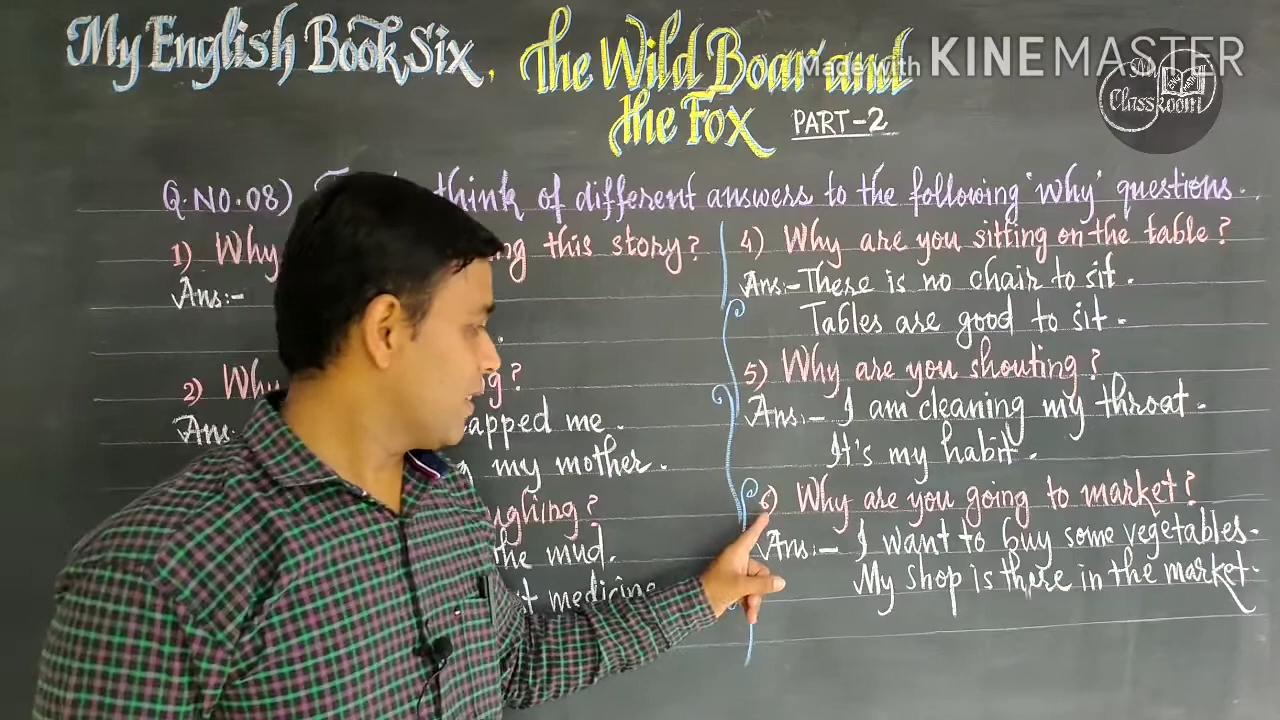 My English Book Six, The Wild Boar and
the Fox PART-2
Made with KINEMASTER
My Classroom
Q.NO.08) think of different answers to the following 'why' questions.
1) Why this story?
Ans:-
2) Why
Ans.
me.
my mother.
the mud.
medicine
4) Why are you sitting on the table?
Ans:- There is no chair to sit.
Tables are good to sit.
5) Why are you shouting?
Ans:- I am cleaning my throat.
It's my habit.
6) Why are you going to market?
Ans:- I want to buy some vegetables.
My shop is there in the market.